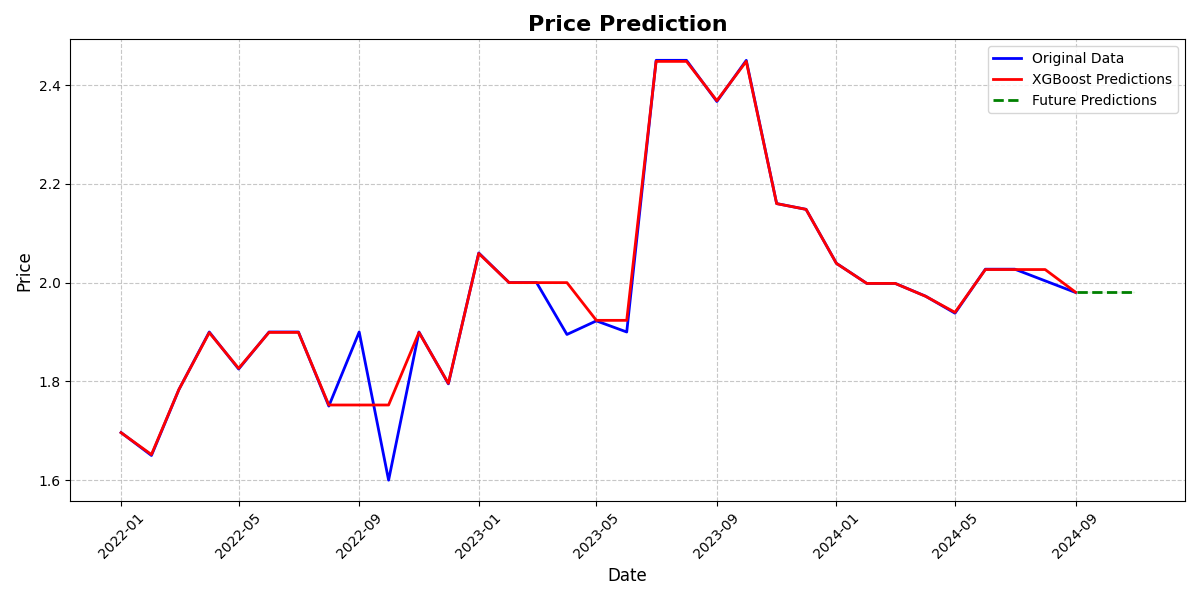 Price Prediction
Original Data
XGBoost Predictions
Future Predictions
Price
2.4
2.2
2.0
1.8
1.6
2022-01
2022-05
2022-09
2023-01
2023-05
2023-09
2024-01
2024-05
2024-09
Date